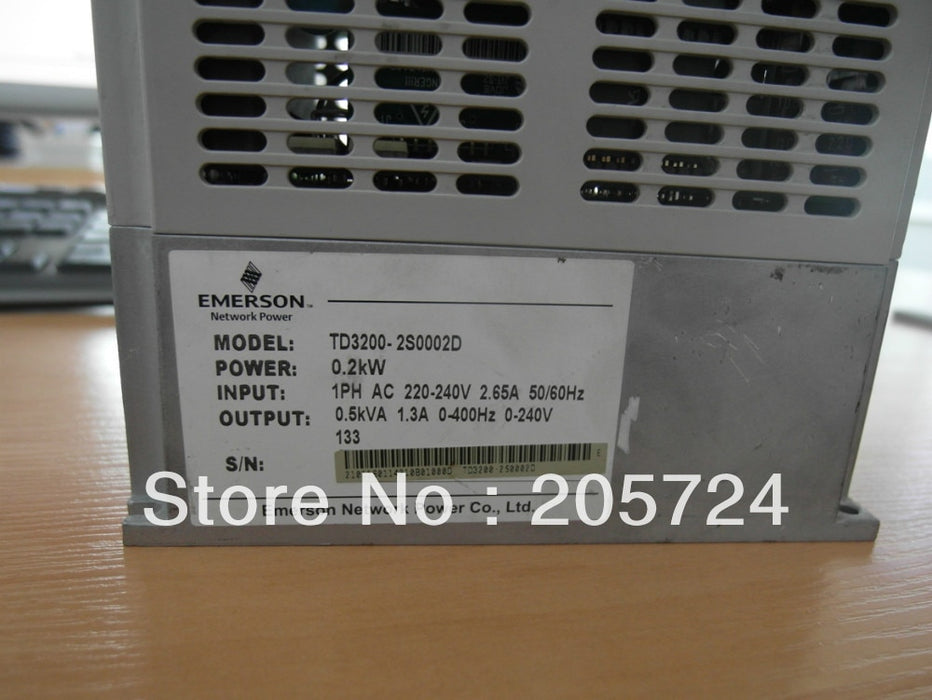 EMERSON™
Network Power
MODEL: TD3200-2S0002D
POWER: 0.2kW
INPUT: 1PH AC 220-240V 2.65A 50/60Hz
OUTPUT: 0.5kVA 1.3A 0-400Hz 0-240V
133
S/N:
TD3200-2S0002D
E
Emerson Network Power Co., Ltd.
Store No : 205724